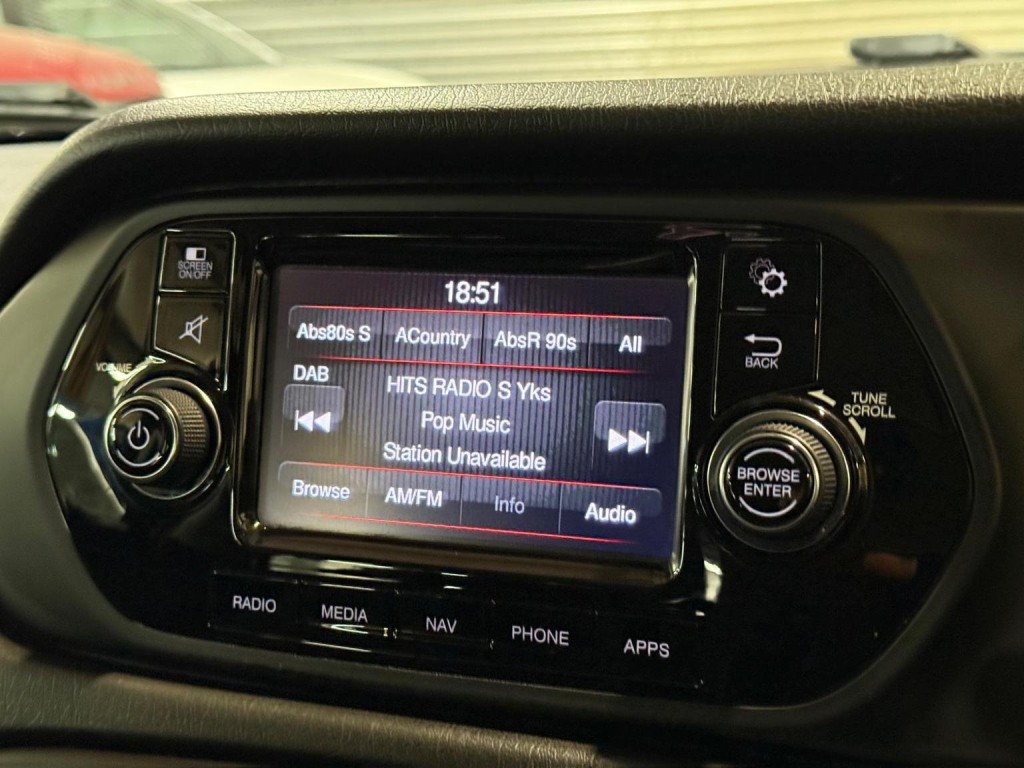 SCREEN
ON/OFF
VOLUME
18:51
Abs80s S ACountry AbsR 90s All
DAB
HITS RADIO S Yks
Pop Music
Station Unavailable
Browse AM/FM Info Audio
BACK
TUNE
SCROLL
BROWSE
ENTER
RADIO MEDIA NAV PHONE APPS